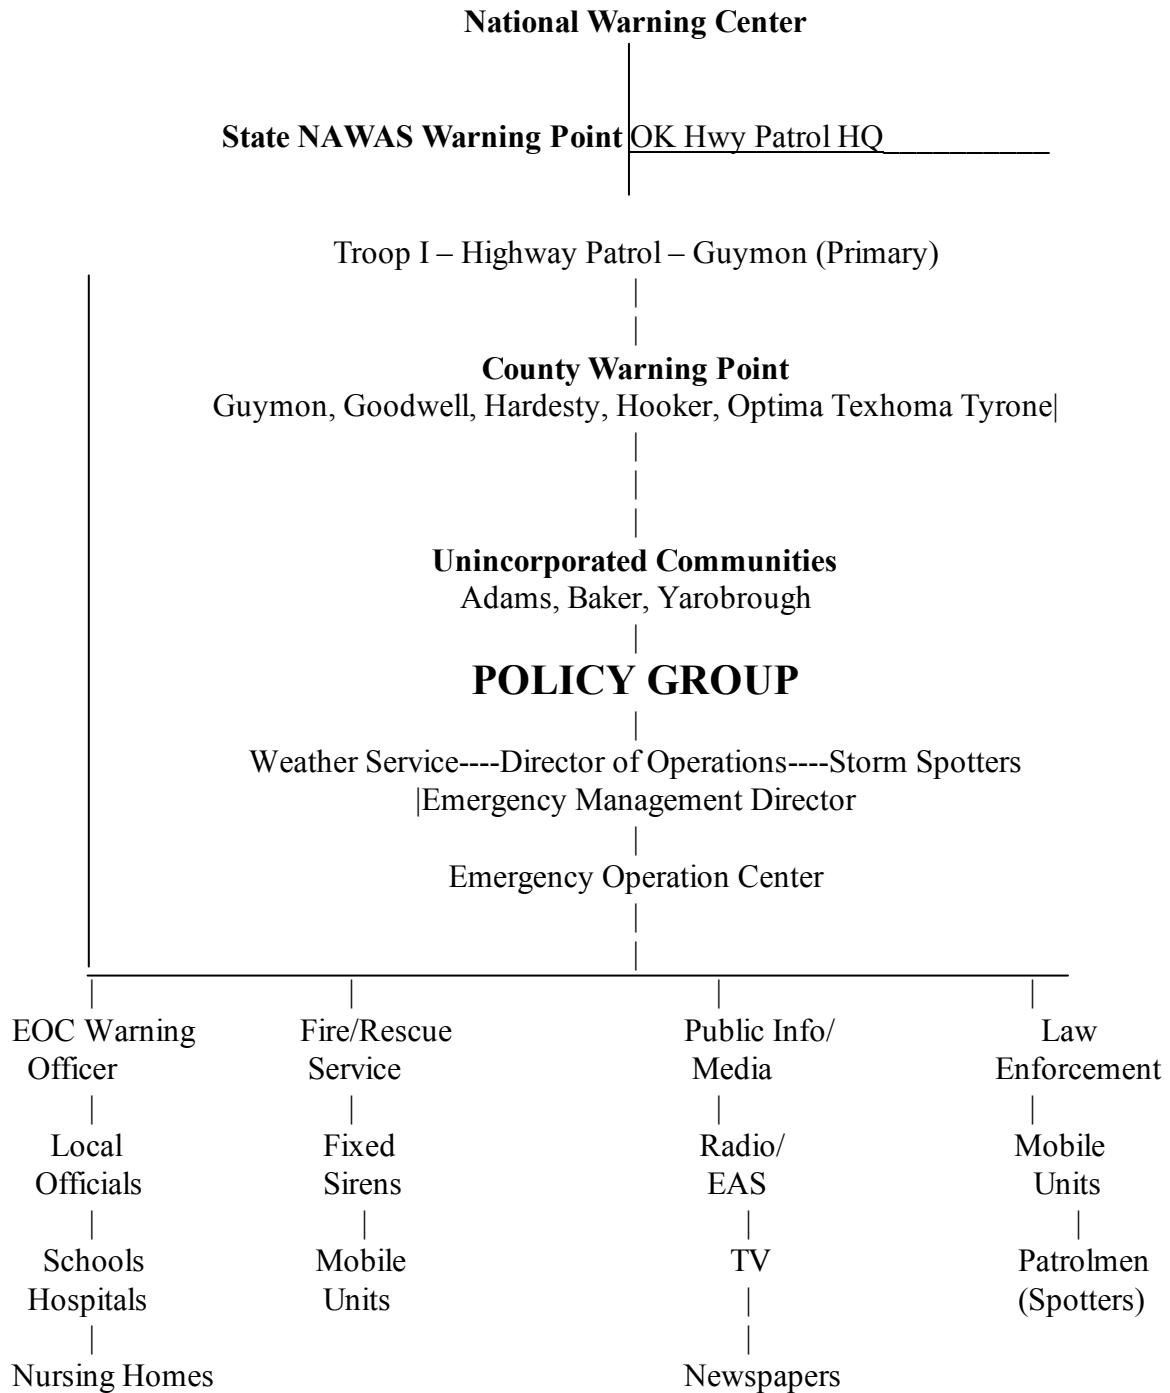 National Warning Center
State NAWAS Warning Point OK Hwy Patrol HQ__________
Troop I – Highway Patrol – Guymon (Primary)
|
|
County Warning Point
Guymon, Goodwell, Hardesty, Hooker, Optima Texhoma Tyrone|
|
|
|
Unincorporated Communities
Adams, Baker, Yarobrough
|
POLICY GROUP
|
Weather Service----Director of Operations----Storm Spotters
|Emergency Management Director
|
Emergency Operation Center
|
|
| | | |
EOC Warning Fire/Rescue Public Info/ Law
Officer Service Media Enforcement
| | | |
Local Fixed Radio/ Mobile
Officials Sirens EAS Units
| | | |
Schools Mobile TV Patrolmen
Hospitals Units | (Spotters)
| |
Nursing Homes Newspapers